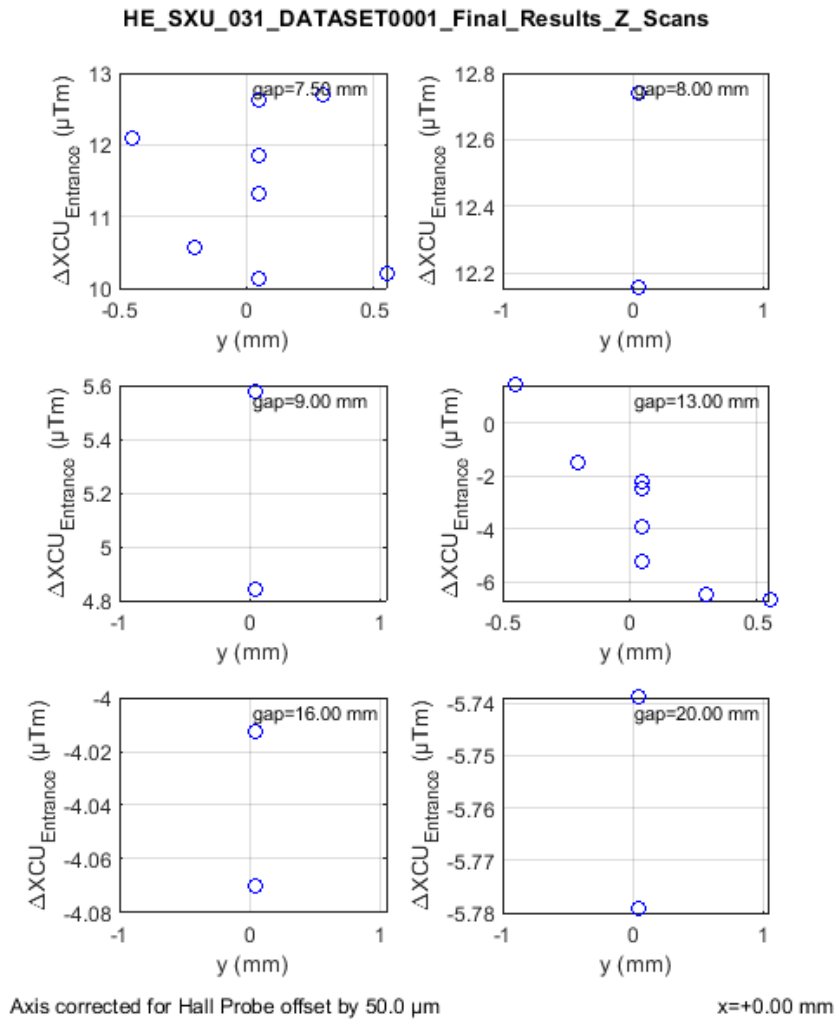 HE_SXU_031_DATASET0001_Final_Results_Z_Scans
gap=7.50 mm
13
12
11
10
-0.5
0
0.5
y (mm)
ΔXCU_Entrance (µTm)
gap=8.00 mm
12.8
12.6
12.4
12.2
-1
0
1
y (mm)
ΔXCU_Entrance (µTm)
gap=9.00 mm
5.6
5.4
5.2
5
4.8
-1
0
1
y (mm)
ΔXCU_Entrance (µTm)
gap=13.00 mm
0
-2
-4
-6
-0.5
0
0.5
y (mm)
ΔXCU_Entrance (µTm)
gap=16.00 mm
-4
-4.02
-4.04
-4.06
-4.08
-1
0
1
y (mm)
ΔXCU_Entrance (µTm)
gap=20.00 mm
-5.74
-5.75
-5.76
-5.77
-5.78
-1
0
1
y (mm)
ΔXCU_Entrance (µTm)
Axis corrected for Hall Probe offset by 50.0 µm
x=+0.00 mm